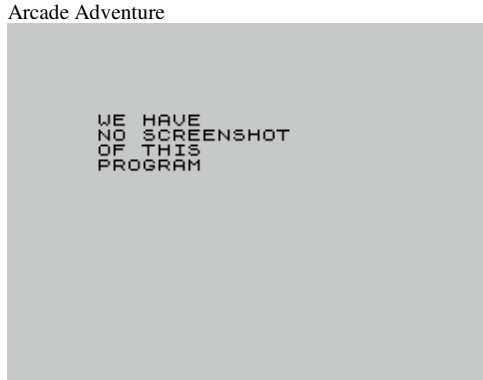 Arcade Adventure
WE HAVE
NO SCREENSHOT
OF THIS
PROGRAM